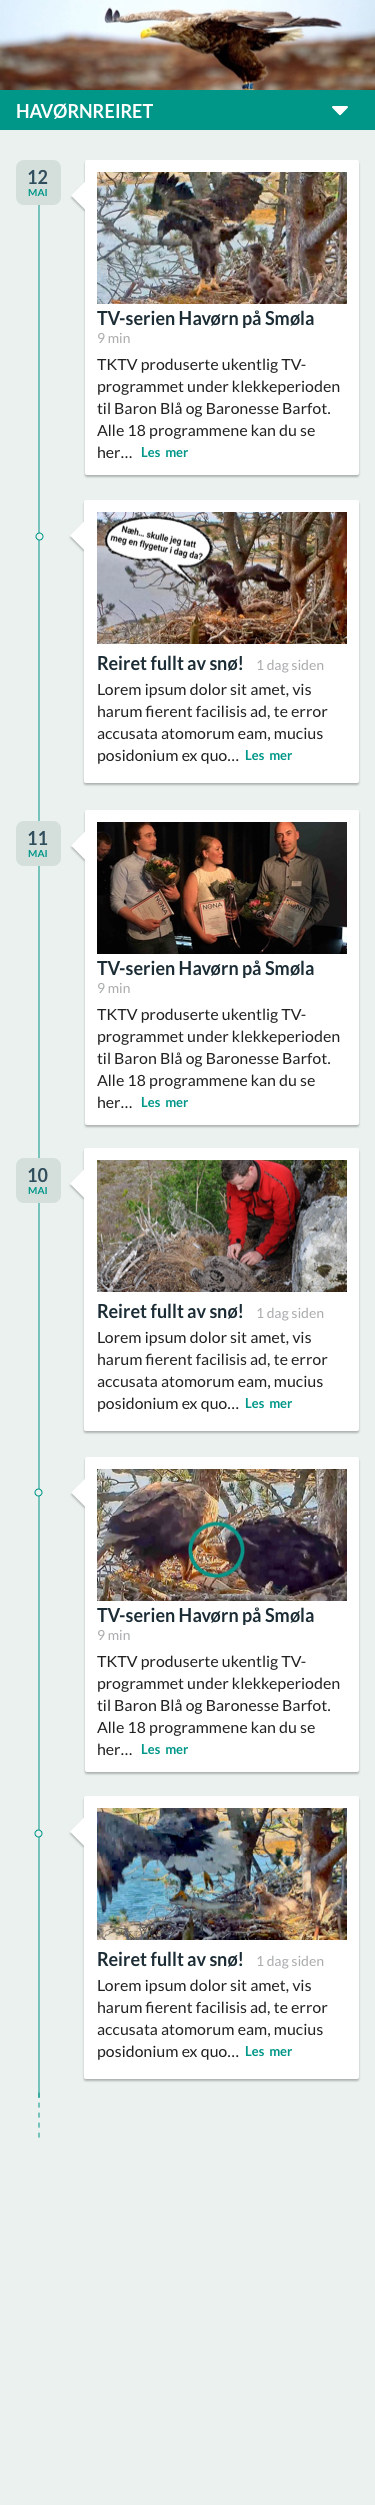 HAVØRNREIRET
12
MAI
TV-serien Havørn på Smøla
9 min
TKTV produserte ukentlig TV-
programmet under klekkeperioden
til Baron Blå og Baronesse Barfot.
Alle 18 programmene kan du se
her... Les mer
Næh... skulle jeg tatt
meg en flygetur i dag da?
Reiret fullt av snø! 1 dag siden
Lorem ipsum dolor sit amet, vis
harum fierent facilisis ad, te error
accusata atomorum eam, mucius
posidonium ex quo... Les mer
11
MAI
NONA
NONA
NONA
TV-serien Havørn på Smøla
9 min
TKTV produserte ukentlig TV-
programmet under klekkeperioden
til Baron Blå og Baronesse Barfot.
Alle 18 programmene kan du se
her... Les mer
10
MAI
Reiret fullt av snø! 1 dag siden
Lorem ipsum dolor sit amet, vis
harum fierent facilisis ad, te error
accusata atomorum eam, mucius
posidonium ex quo... Les mer
TV-serien Havørn på Smøla
9 min
TKTV produserte ukentlig TV-
programmet under klekkeperioden
til Baron Blå og Baronesse Barfot.
Alle 18 programmene kan du se
her... Les mer
Reiret fullt av snø! 1 dag siden
Lorem ipsum dolor sit amet, vis
harum fierent facilisis ad, te error
accusata atomorum eam, mucius
posidonium ex quo... Les mer